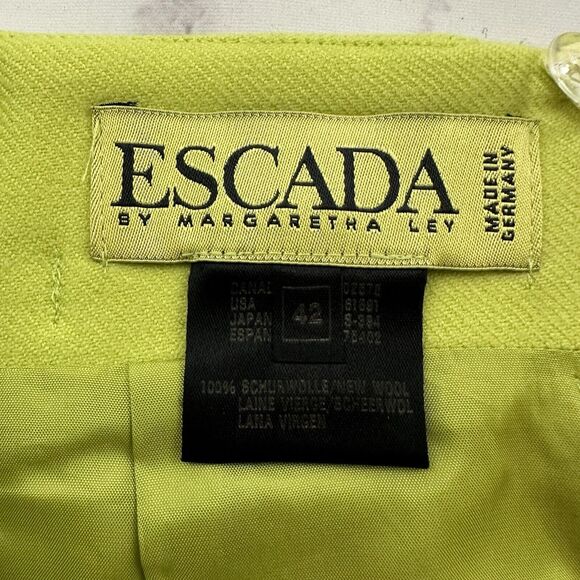 ESCADA
BY MARGARETHA LEY
MADE IN
GERMANY
USA
JAPAN
ESPAN
42
100% SCHURWOLLE/NEW WOOL
LAINE VIERGE/SCHEERWOL
LANA VIRGEN